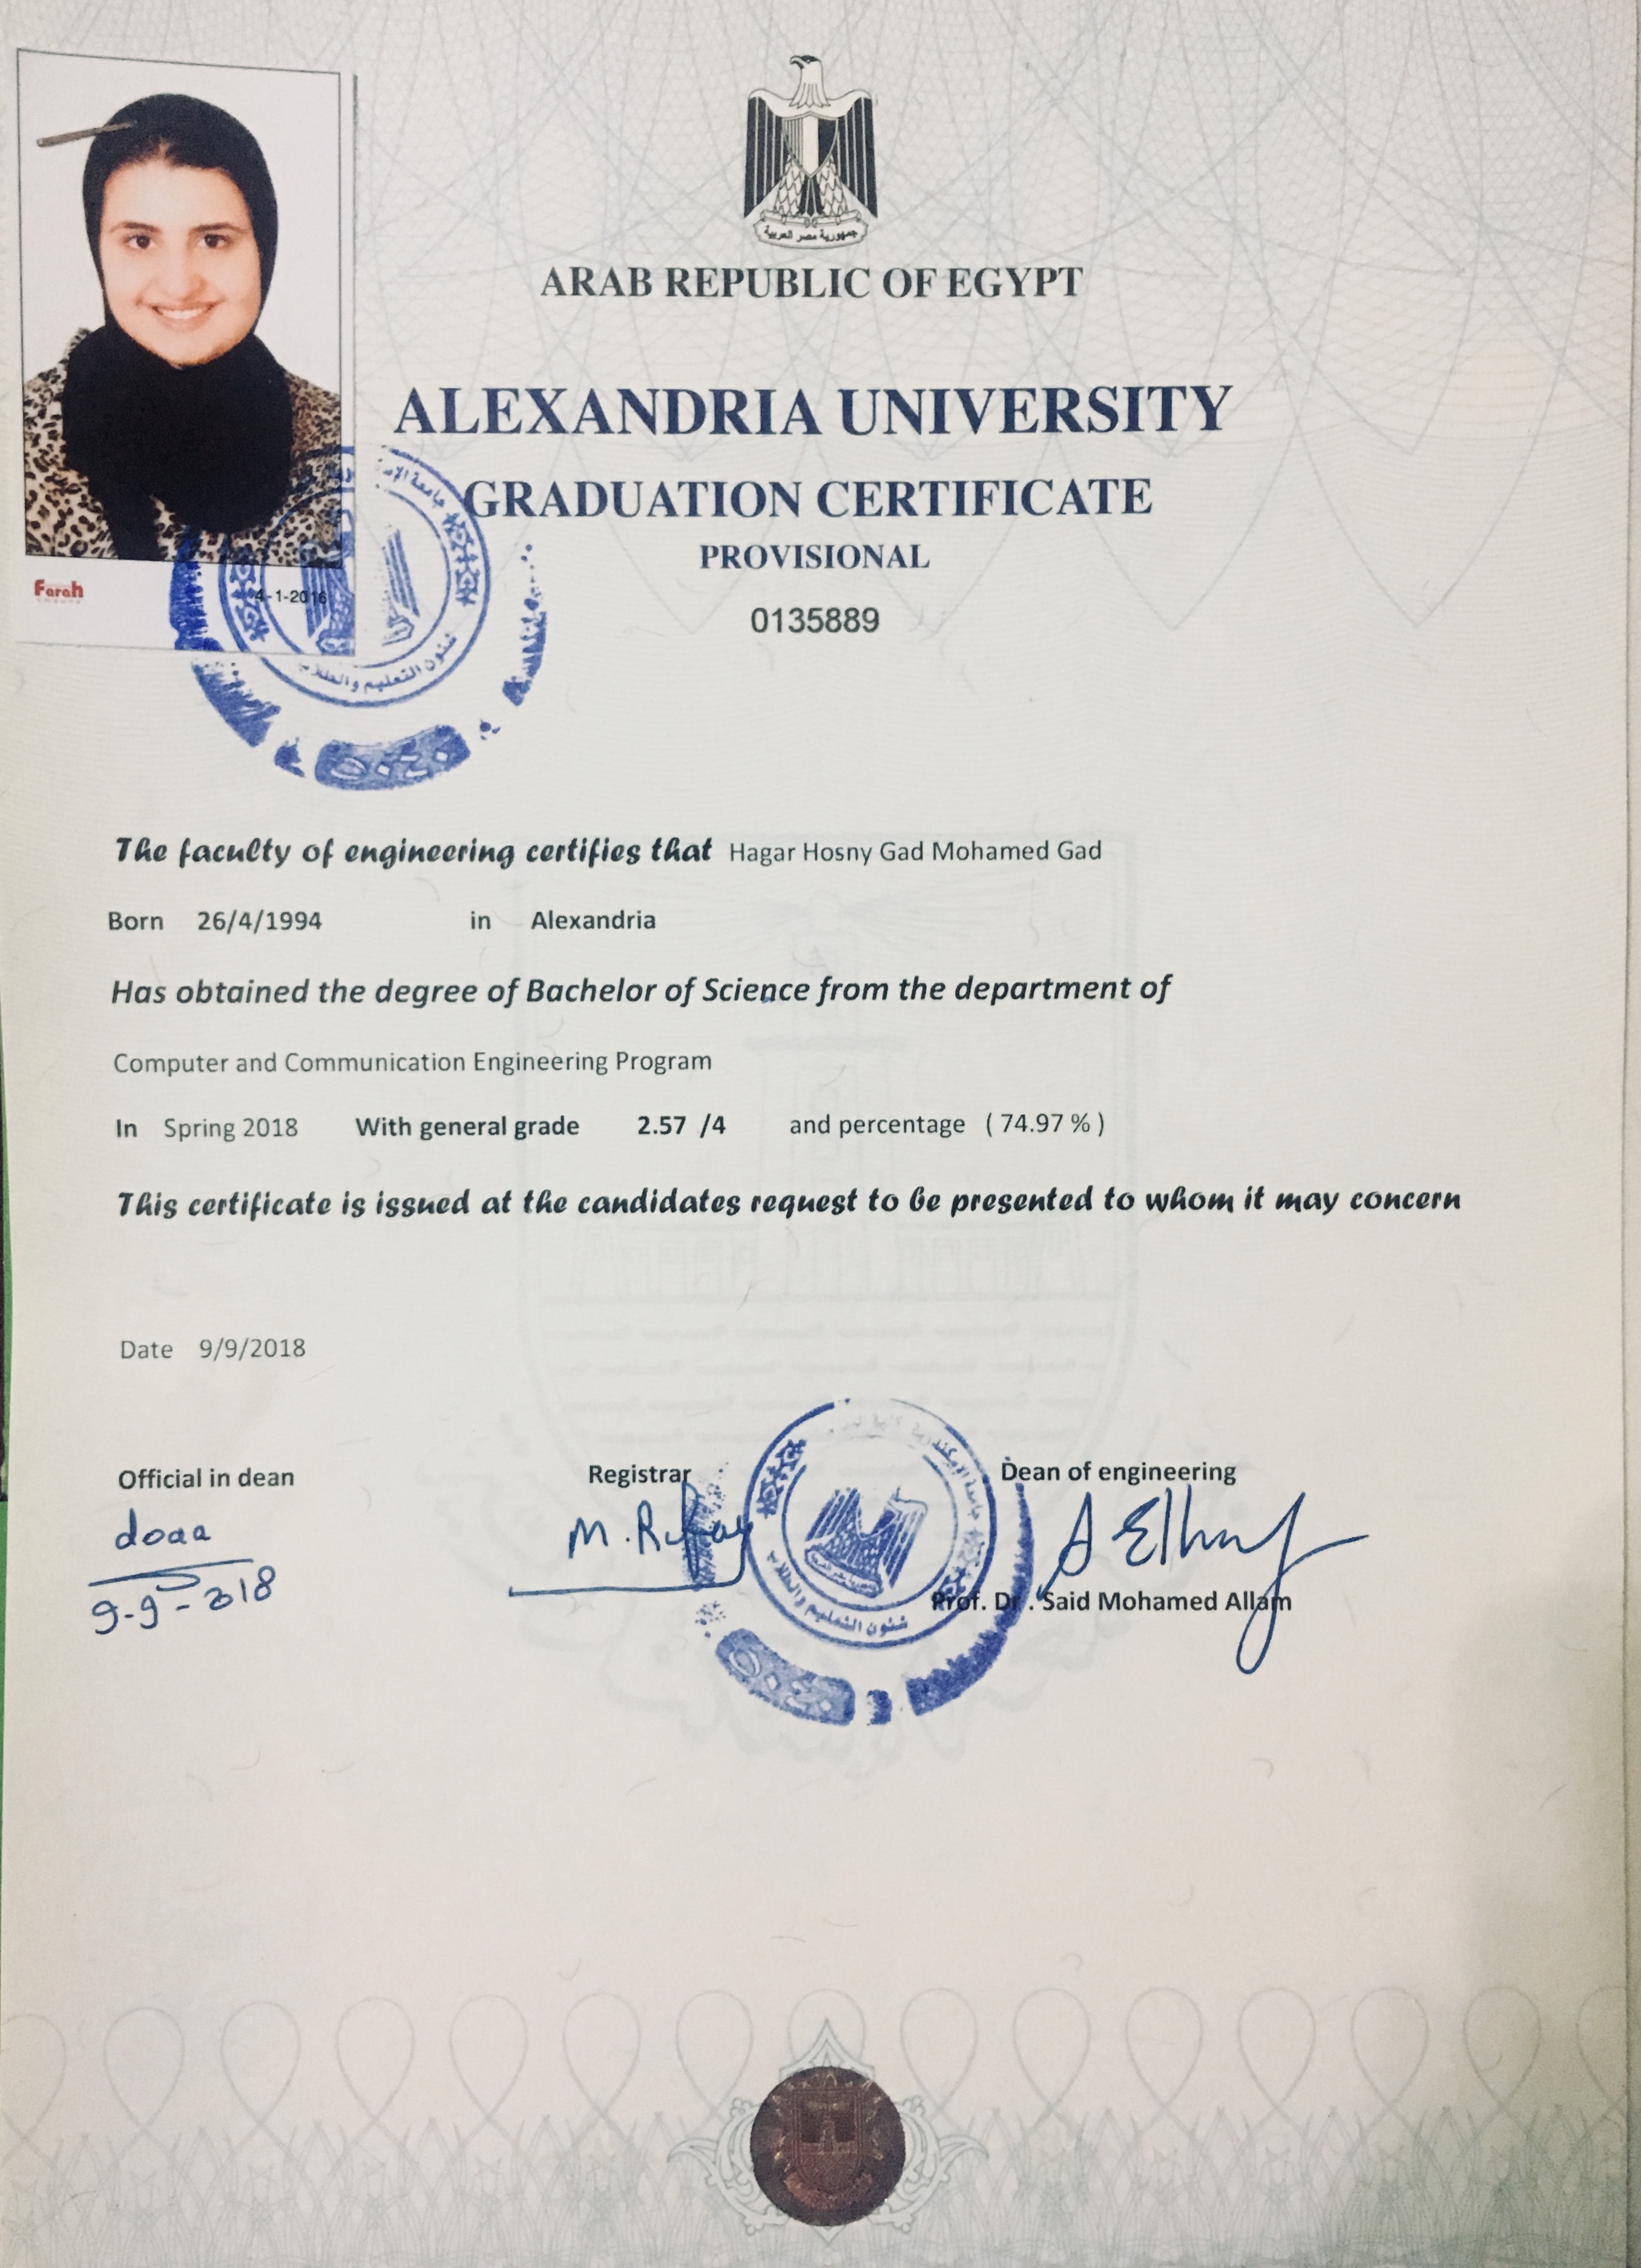 جمهورية مصر العربية
ARAB REPUBLIC OF EGYPT
ALEXANDRIA UNIVERSITY
GRADUATION CERTIFICATE
PROVISIONAL
0135889
Farah
4-1-2016
جامعة
شئون التعليم والطلاب
The faculty of engineering certifies that Hagar Hosny Gad Mohamed Gad
Born 26/4/1994 in Alexandria
Has obtained the degree of Bachelor of Science from the department of
Computer and Communication Engineering Program
In Spring 2018 With general grade 2.57 /4 and percentage ( 74.97 % )
This certificate is issued at the candidates request to be presented to whom it may concern
Date 9/9/2018
Official in dean Registrar Dean of engineering
doaa M. Rifay
9-9-2018
Prof. Dr. Said Mohamed Allam
جامعة الإسكندرية
شئون التعليم والطلاب